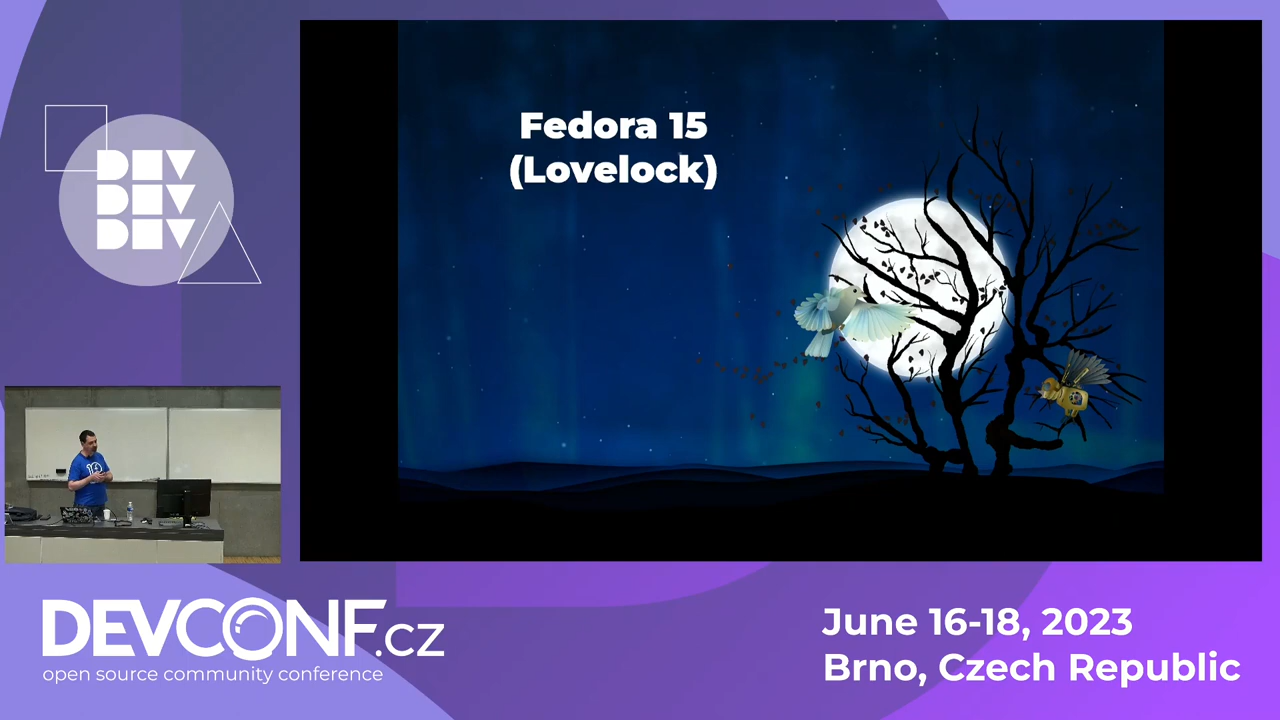 DEV
DEV
DEV
Fedora 15
(Lovelock)
DEVCONF.cz
open source community conference
June 16-18, 2023
Brno, Czech Republic